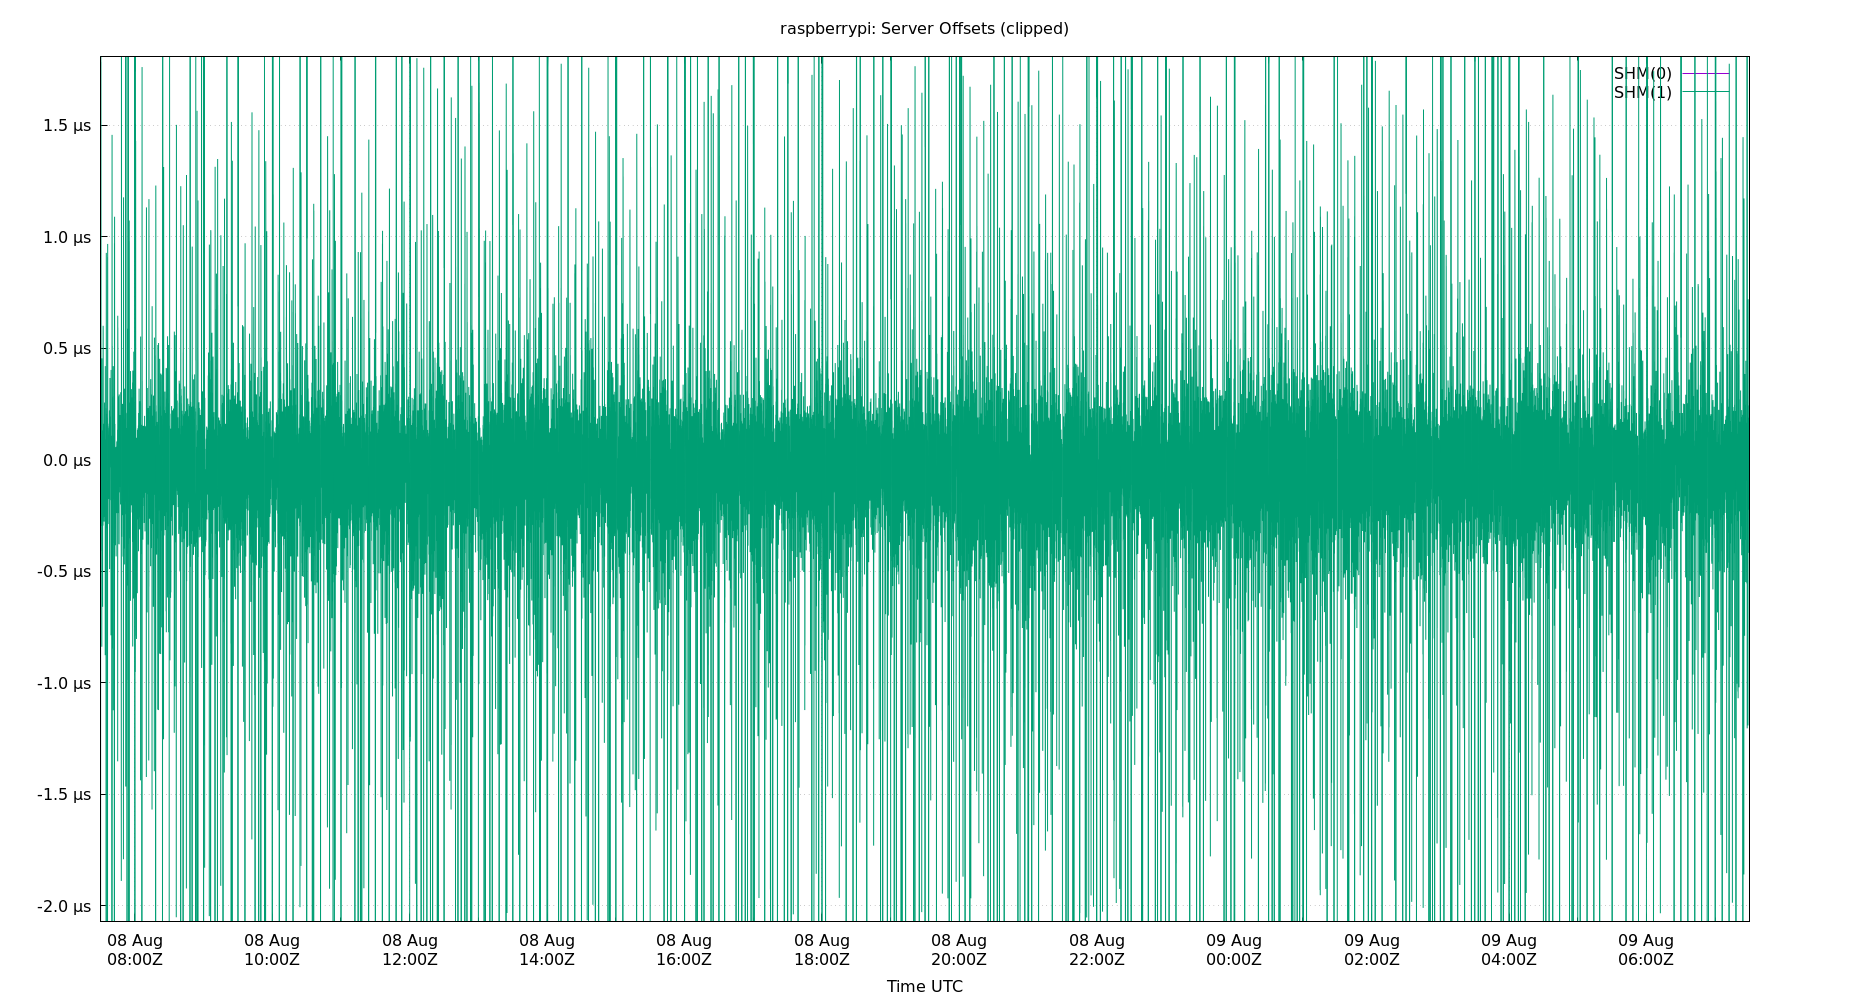 raspberrypi: Server Offsets (clipped)
SHM(0)
SHM(1)
1.5 µs
1.0 µs
0.5 µs
0.0 µs
-0.5 µs
-1.0 µs
-1.5 µs
-2.0 µs
08 Aug 08 Aug 08 Aug 08 Aug 08 Aug 08 Aug 08 Aug 08 Aug 09 Aug 09 Aug 09 Aug 09 Aug
08:00Z 10:00Z 12:00Z 14:00Z 16:00Z 18:00Z 20:00Z 22:00Z 00:00Z 02:00Z 04:00Z 06:00Z
Time UTC